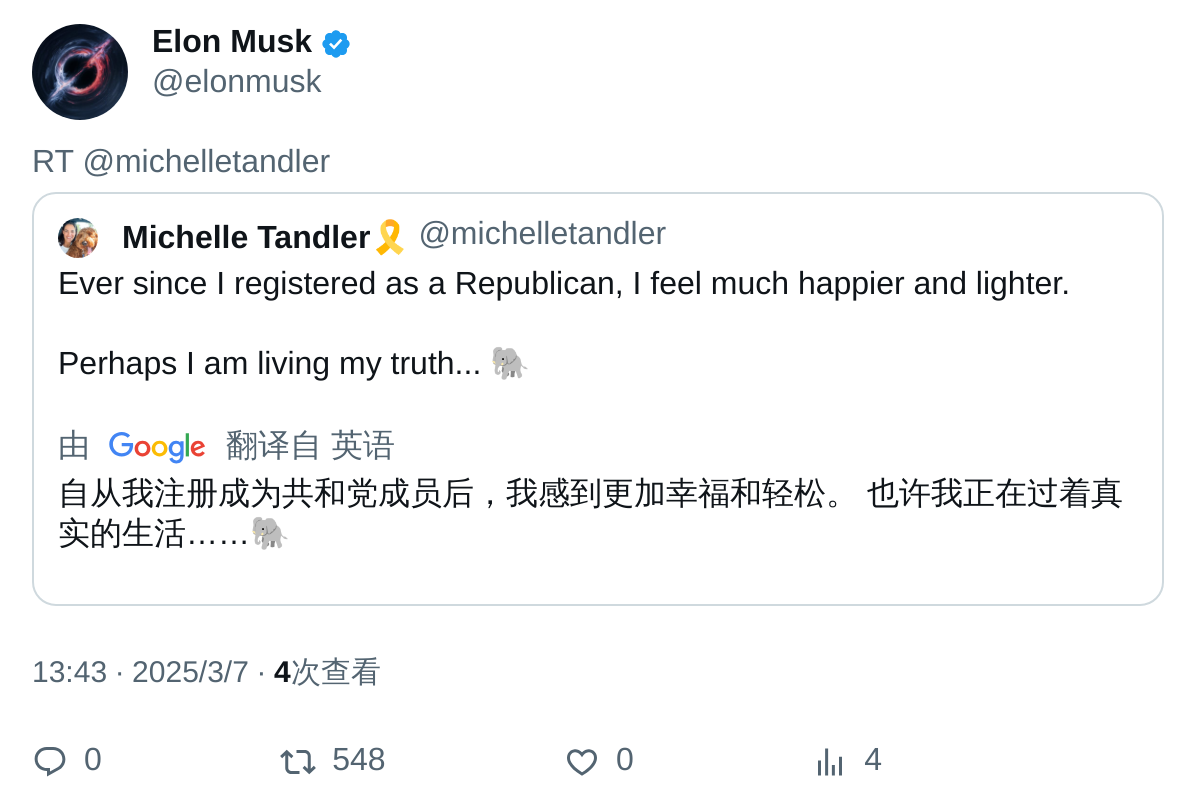 Elon Musk
@elonmusk
RT @michelletandler
Michelle Tandler🎗️ @michelletandler
Ever since I registered as a Republican, I feel much happier and lighter.
Perhaps I am living my truth... 🐘
由 Google 翻译自 英语
自从我注册成为共和党成员后，我感到更加幸福和轻松。 也许我正在过着真
实的生活……🐘
13:43 · 2025/3/7 · 4次查看
0 548 0 4